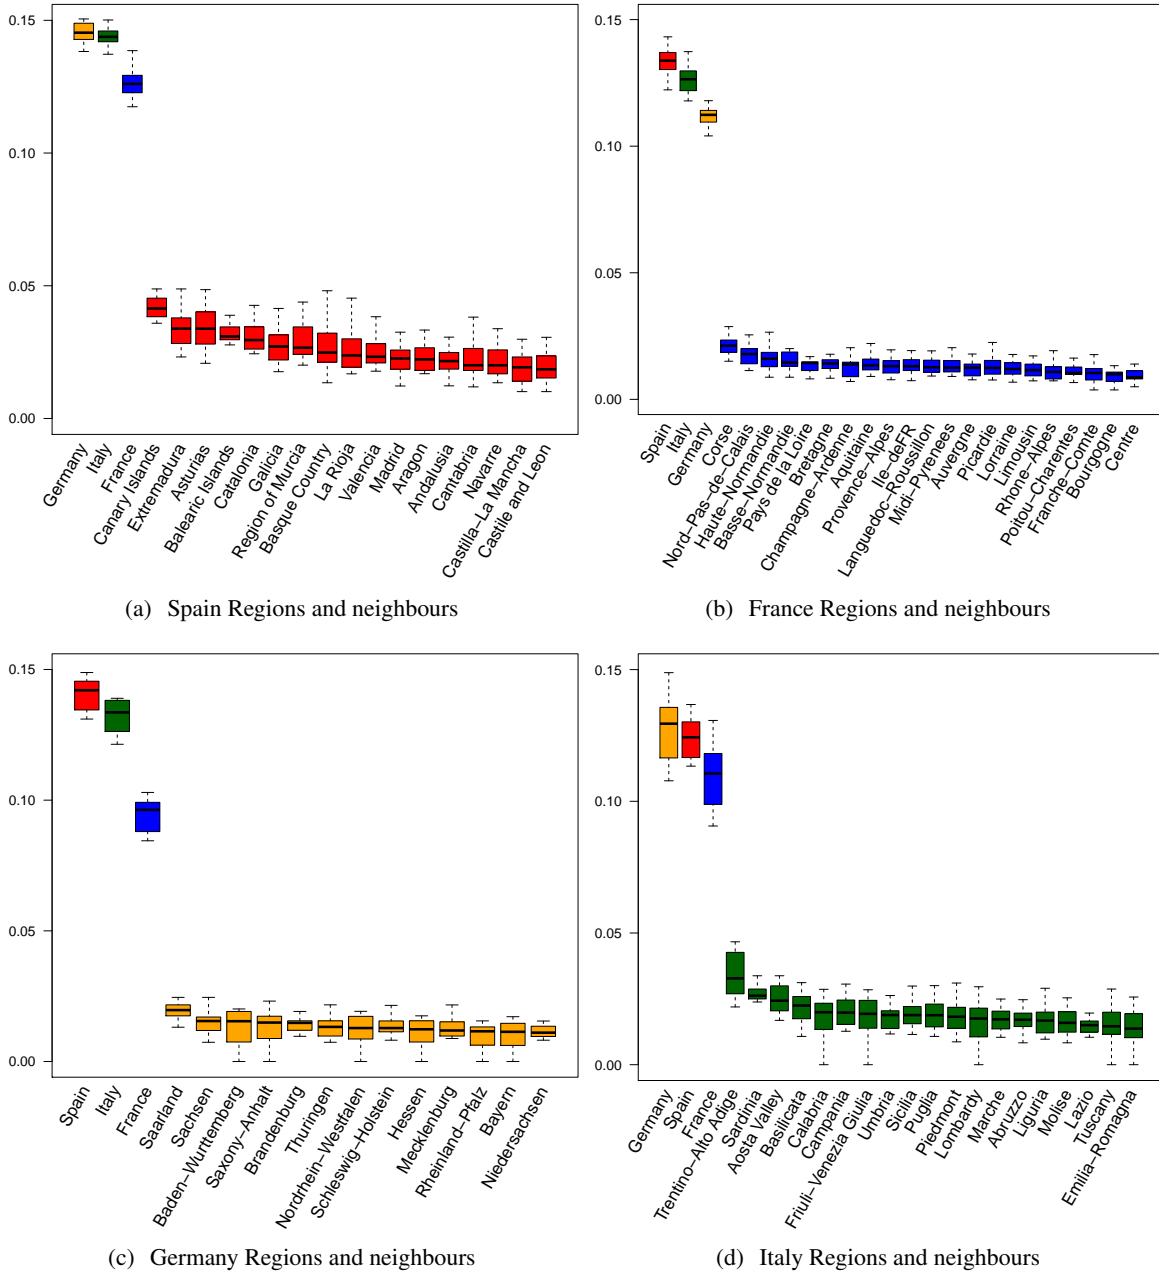 0.15
0.10
0.05
0.00
Germany
Italy
France
Canary Islands
Extremadura
Asturias
Balearic Islands
Catalonia
Galicia
Region of Murcia
Basque Country
La Rioja
Valencia
Madrid
Aragon
Andalusia
Cantabria
Navarre
Castilla−La Mancha
Castile and Leon
(a) Spain Regions and neighbours
0.15
0.10
0.05
0.00
Spain
Italy
Germany
Corse
Nord−Pas−de−Calais
Haute−Normandie
Basse−Normandie
Pays de la Loire
Bretagne
Champagne−Ardenne
Aquitaine
Provence−Alpes
Ile−deFR
Languedoc−Roussillon
Midi−Pyrenees
Auvergne
Picardie
Lorraine
Limousin
Rhone−Alpes
Poitou−Charentes
Franche−Comte
Bourgogne
Centre
(b) France Regions and neighbours
0.15
0.10
0.05
0.00
Spain
Italy
France
Saarland
Sachsen
Baden−Wurttemberg
Saxony−Anhalt
Brandenburg
Thuringen
Nordrhein−Westfalen
Schleswig−Holstein
Hessen
Mecklenburg
Rheinland−Pfalz
Bayern
Niedersachsen
(c) Germany Regions and neighbours
0.15
0.10
0.05
0.00
Germany
Spain
France
Trentino−Alto Adige
Sardinia
Aosta Valley
Basilicata
Calabria
Campania
Friuli−Venezia Giulia
Umbria
Sicilia
Puglia
Piedmont
Lombardy
Marche
Abruzzo
Liguria
Molise
Lazio
Tuscany
Emilia−Romagna
(d) Italy Regions and neighbours